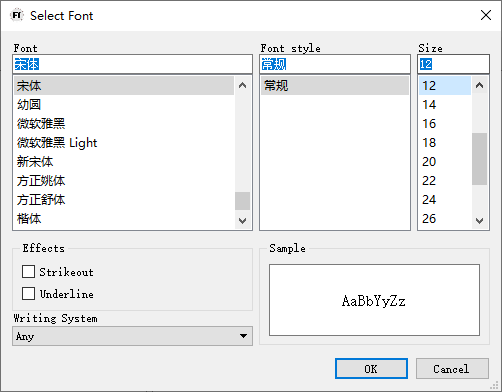 Select Font
Font
宋体
宋体
幼圆
微软雅黑
微软雅黑 Light
新宋体
方正姚体
方正舒体
楷体
Font style
常规
常规
Size
12
12
14
16
18
20
22
24
26
Effects
Strikeout
Underline
Sample
AaBbYyZz
Writing System
Any
OK
Cancel